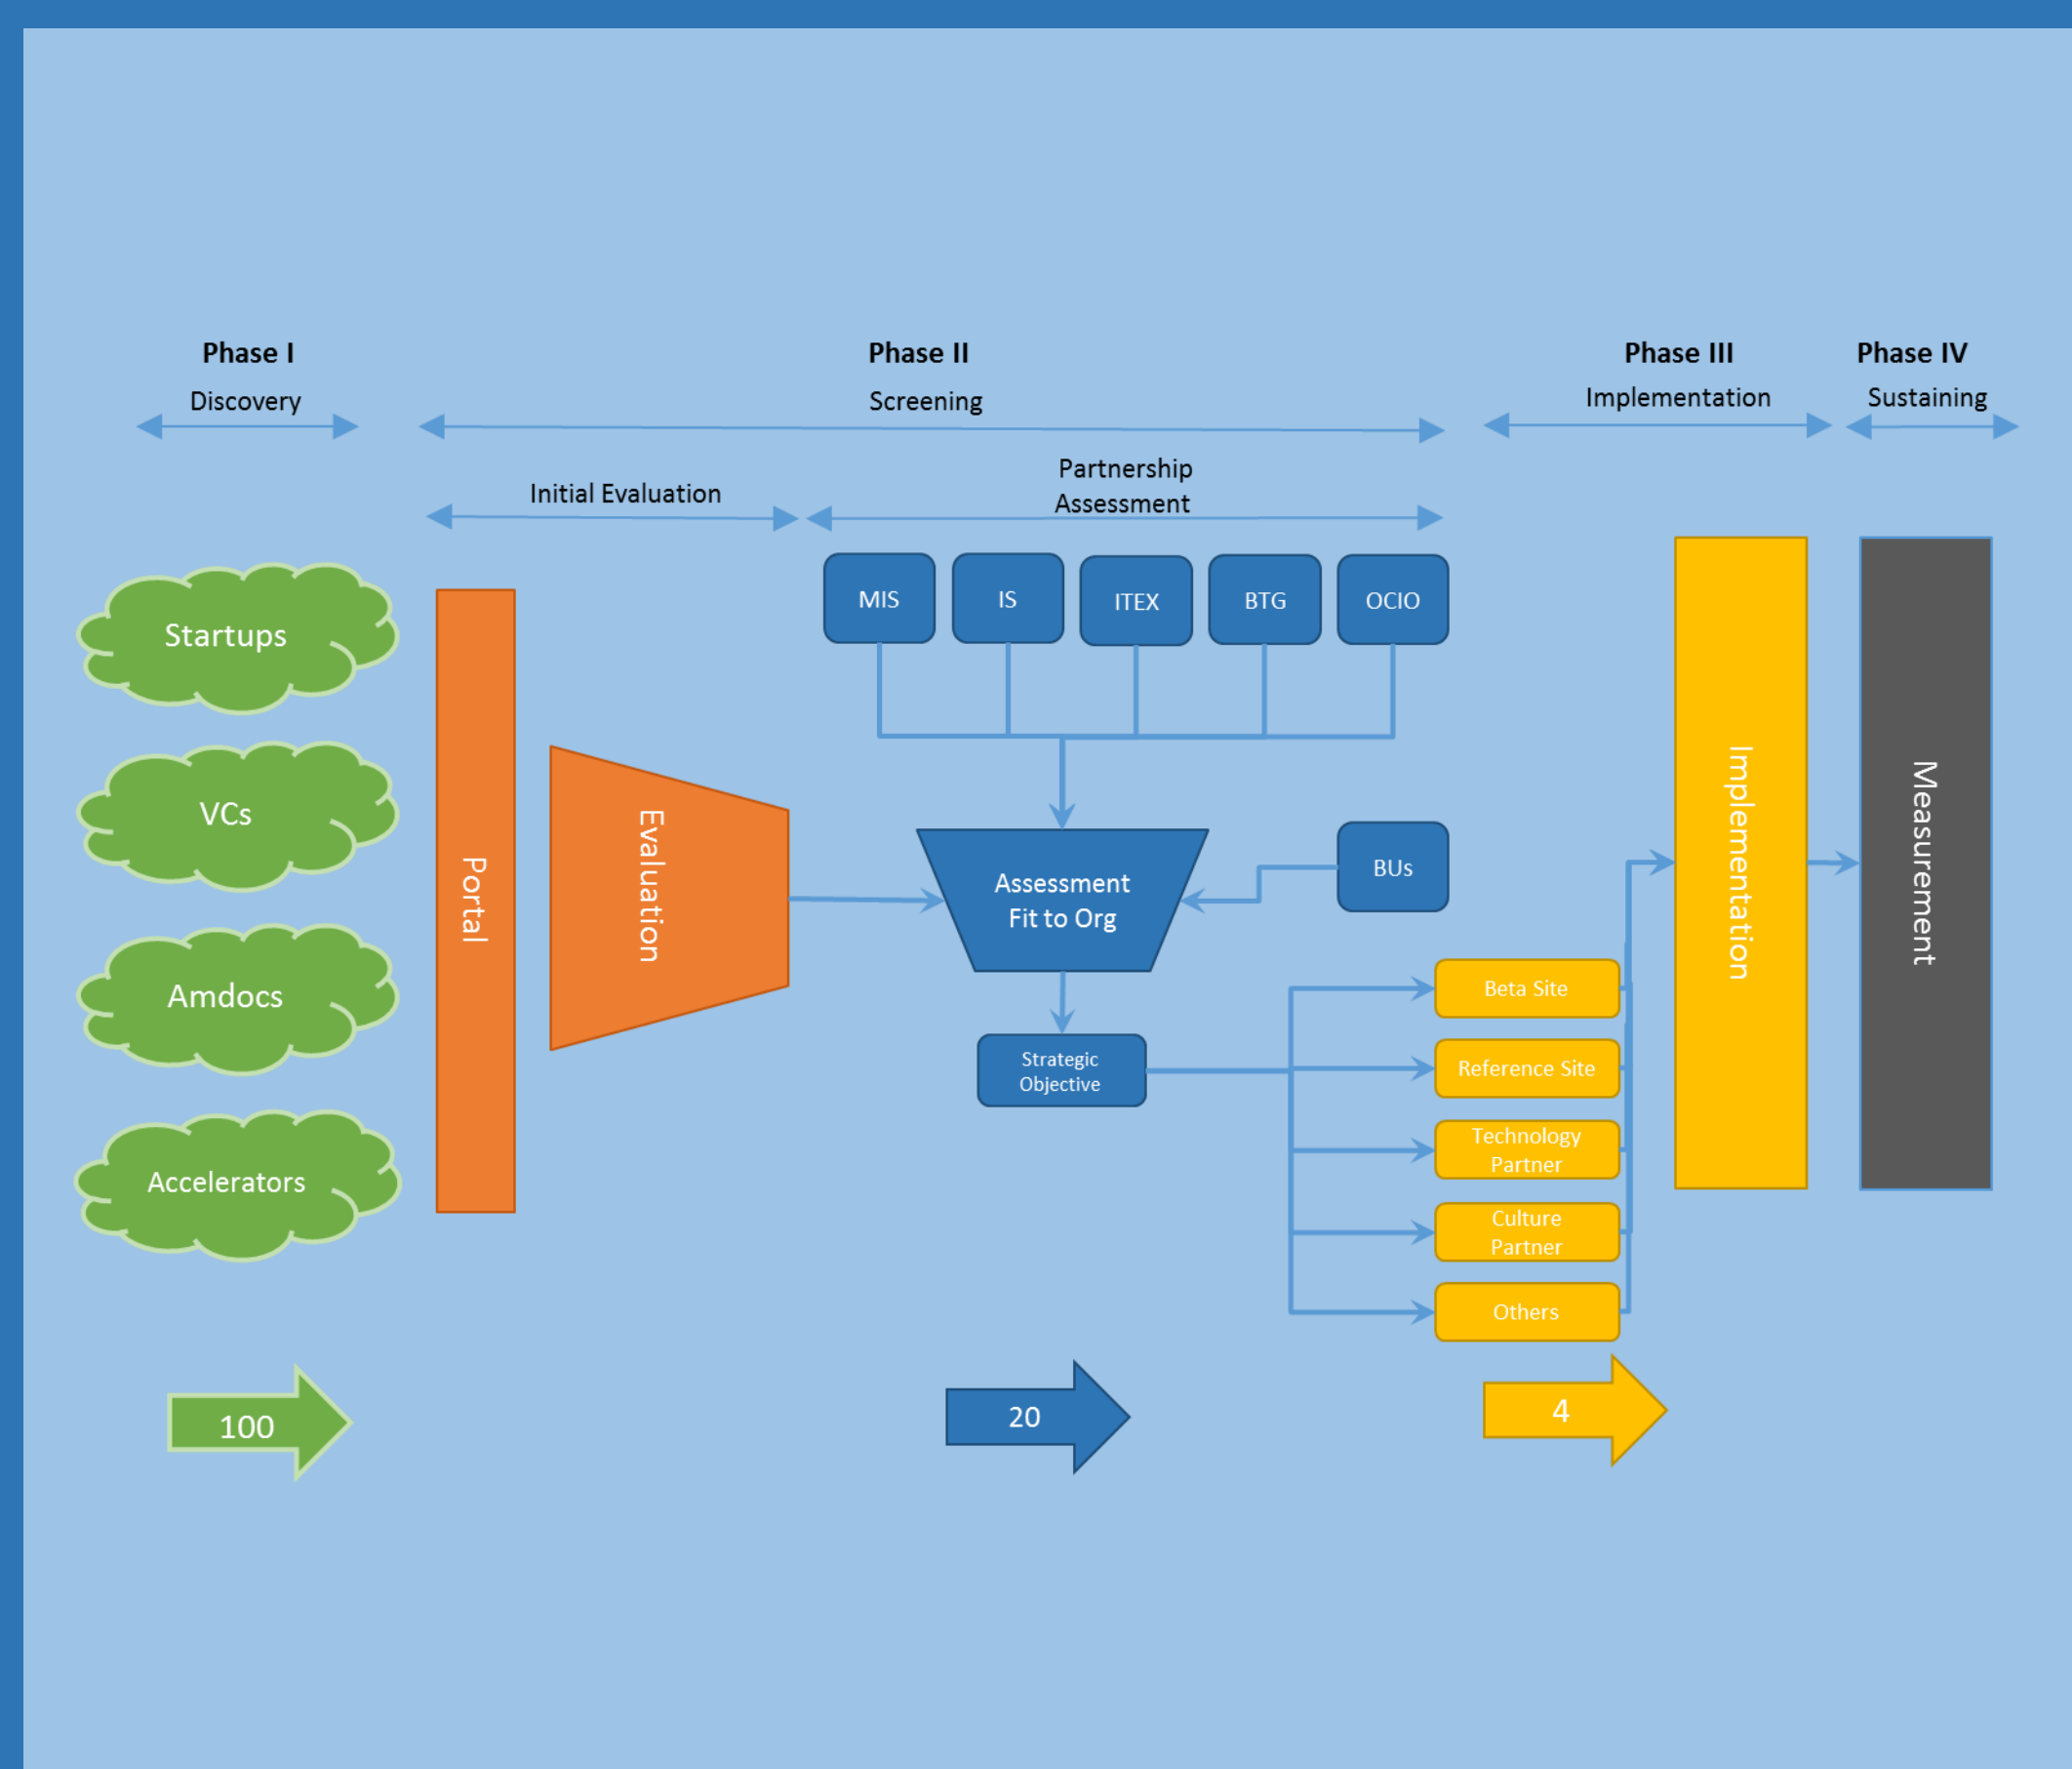 Phase I
Phase II
Phase III
Phase IV
Discovery
Screening
Implementation
Sustaining
Initial Evaluation
Partnership
Assessment
MIS
IS
ITEX
BTG
OCIO
Startups
VCs
Amdocs
Accelerators
Portal
Evaluation
Assessment
Fit to Org
BUs
Strategic
Objective
Beta Site
Reference Site
Technology
Partner
Culture
Partner
Others
Implementation
Measurement
100
20
4